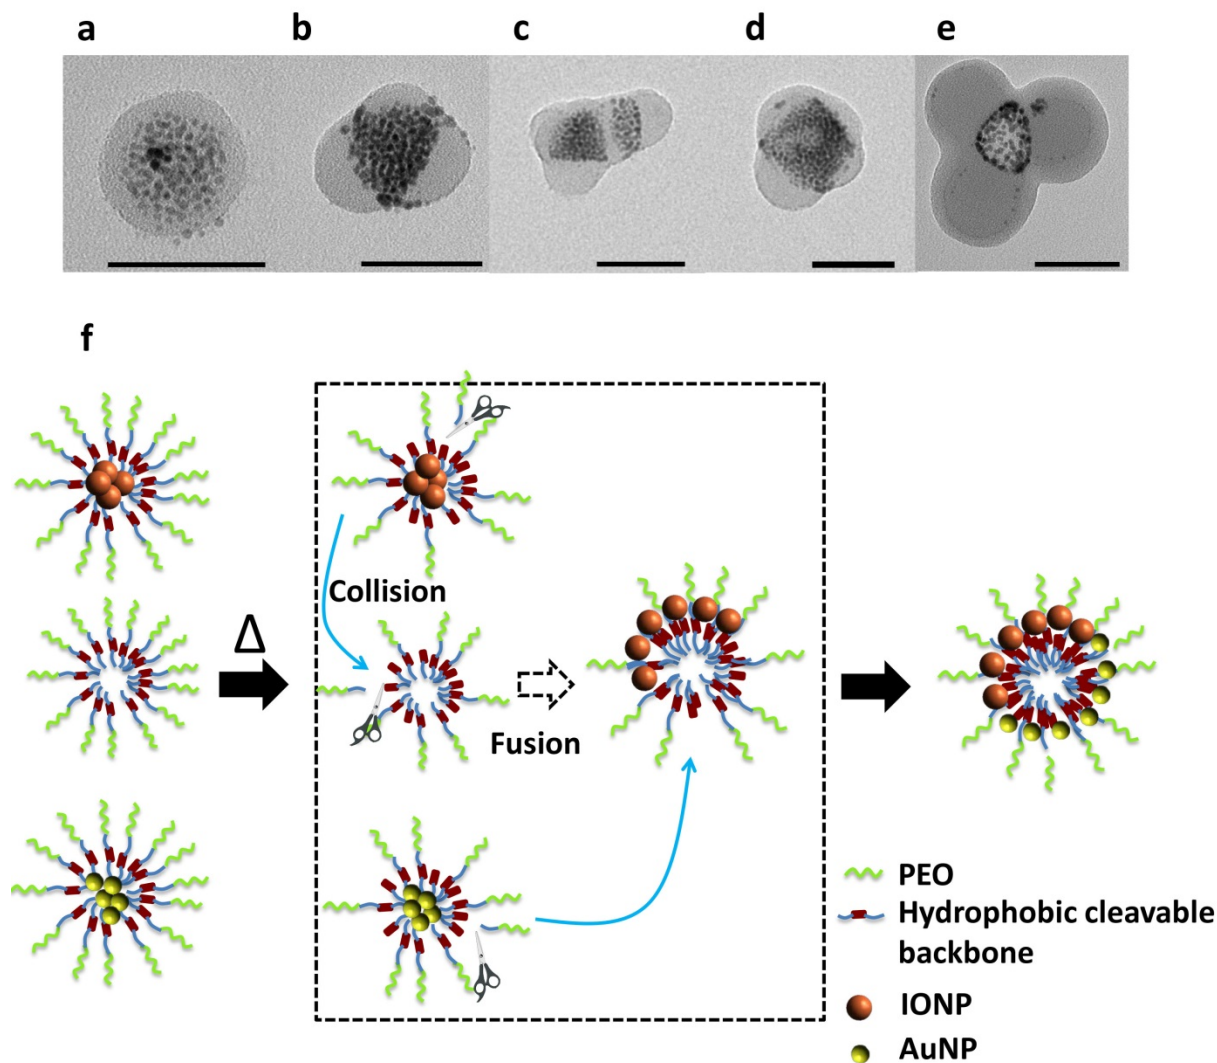 a b c d e
f
Δ
Collision
Fusion
PEO
Hydrophobic cleavable
backbone
IONP
AuNP